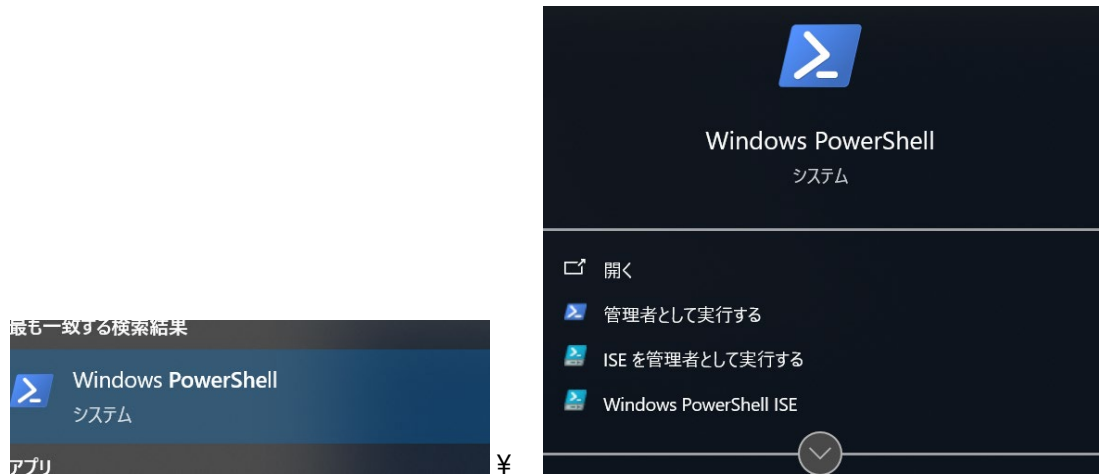 最も一致する検索結果
Windows PowerShell
システム
アプリ
¥
Windows PowerShell
システム
開く
管理者として実行する
ISE を管理者として実行する
Windows PowerShell ISE